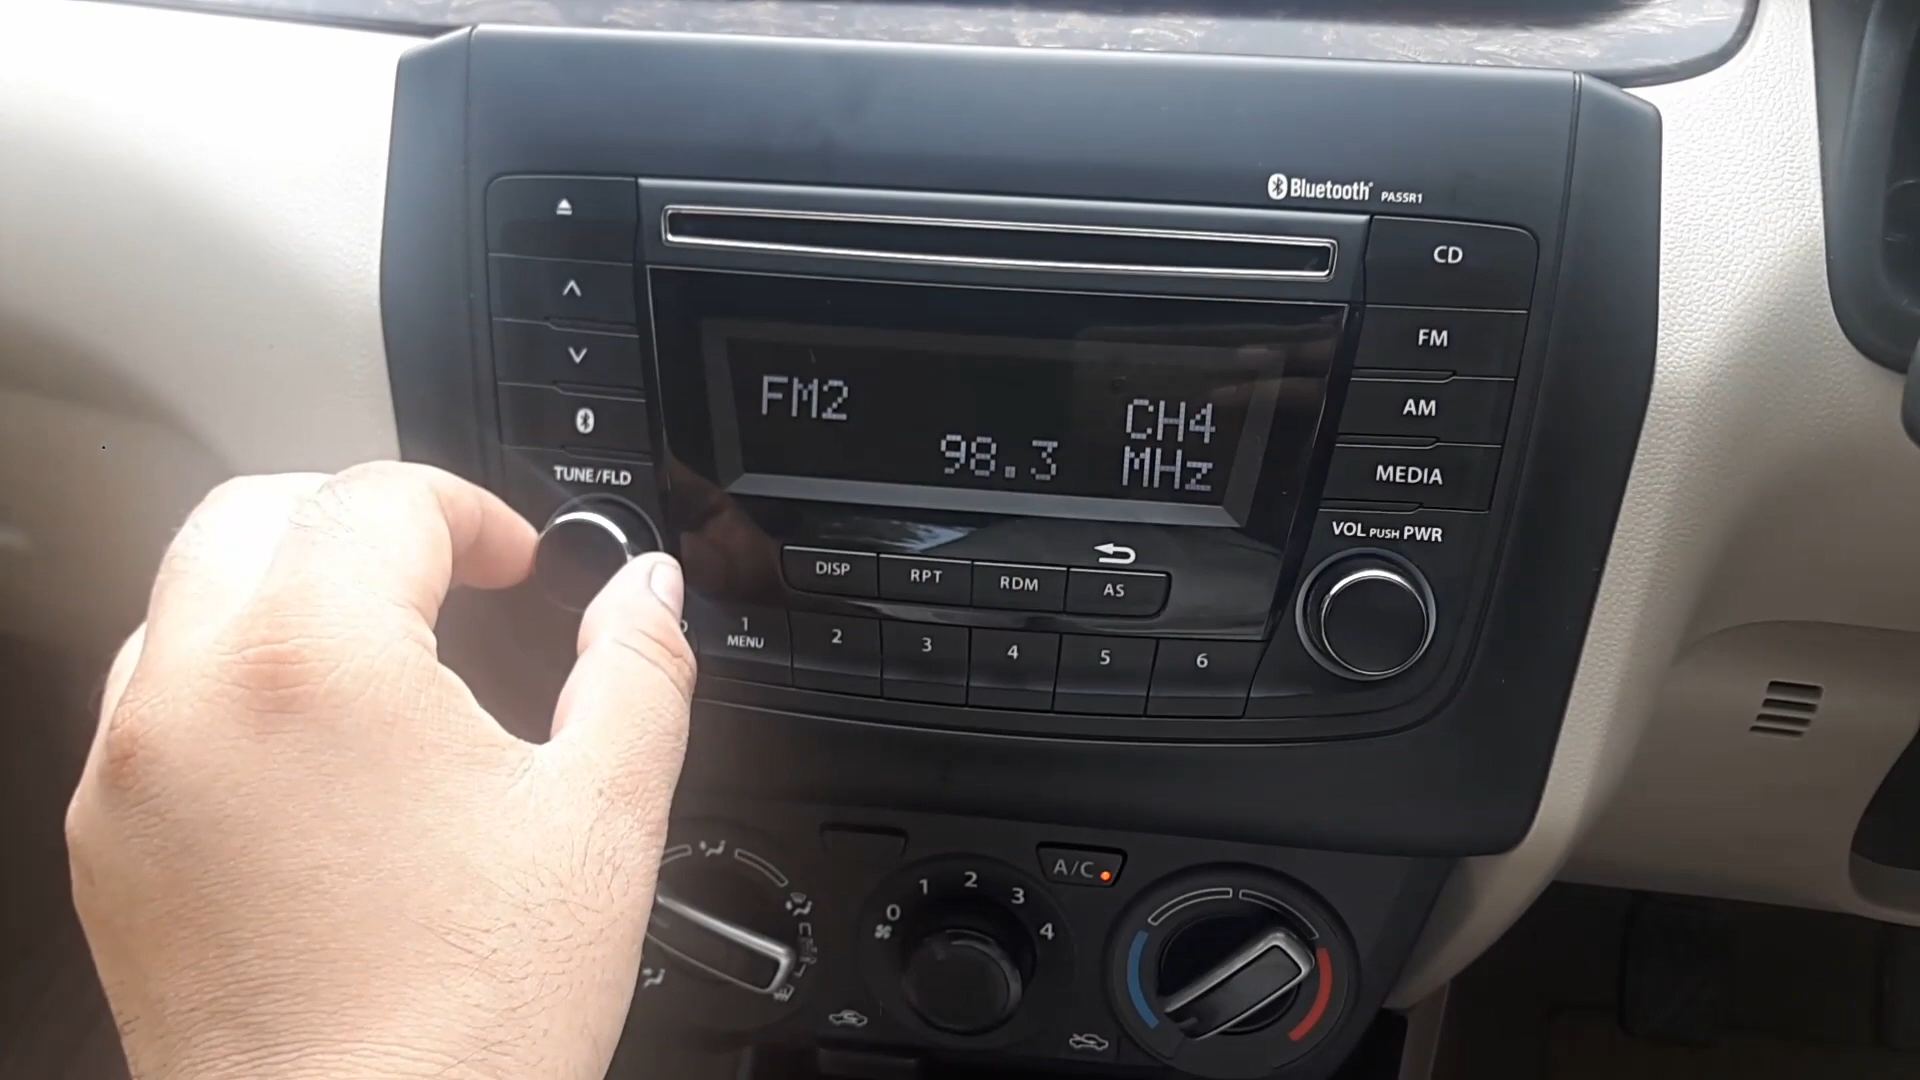 Bluetooth PA5SR1
CD
FM
AM
MEDIA
VOL PUSH PWR
TUNE/FLD
FM2
CH4
98.3 MHz
DISP
RPT
RDM
AS
1
MENU
2
3
4
5
6
A/C
0
1
2
3
4